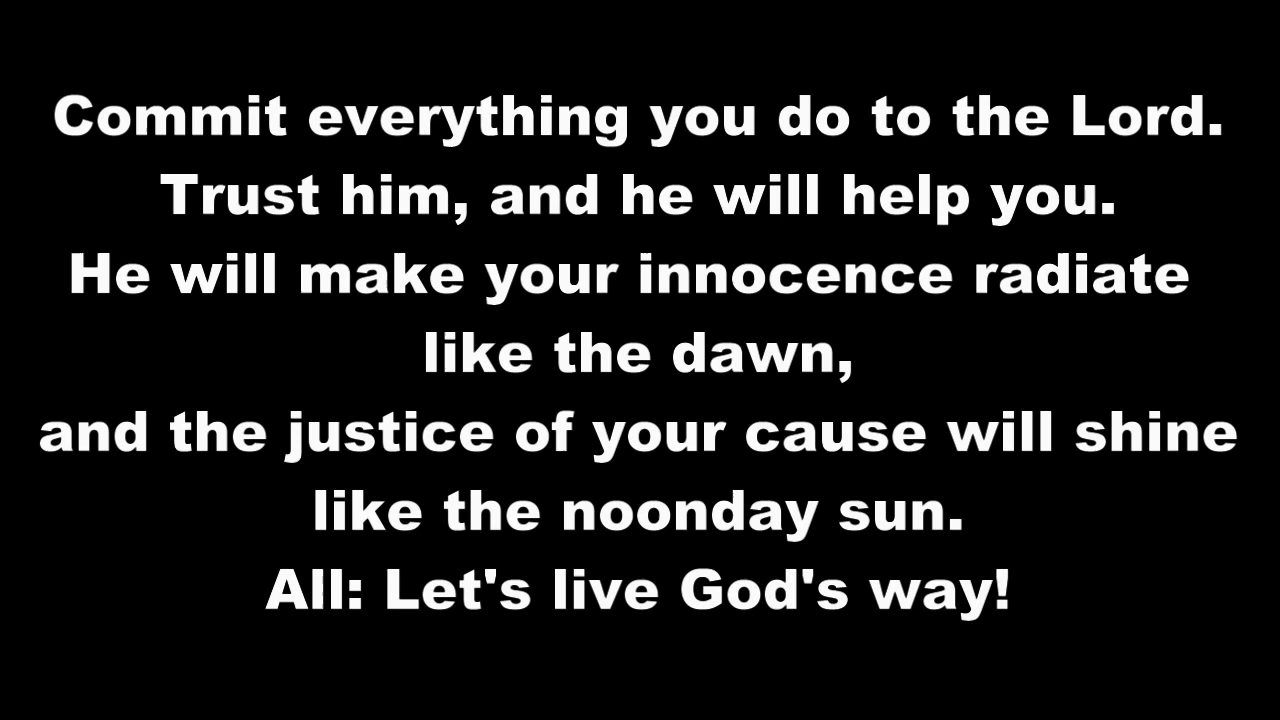 Commit everything you do to the Lord.
Trust him, and he will help you.
He will make your innocence radiate
like the dawn,
and the justice of your cause will shine
like the noonday sun.
All: Let's live God's way!